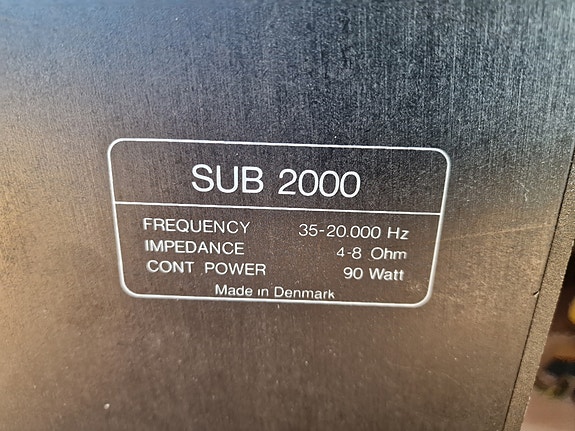 SUB 2000
FREQUENCY 35-20.000 Hz
IMPEDANCE 4-8 Ohm
CONT POWER 90 Watt
Made in Denmark